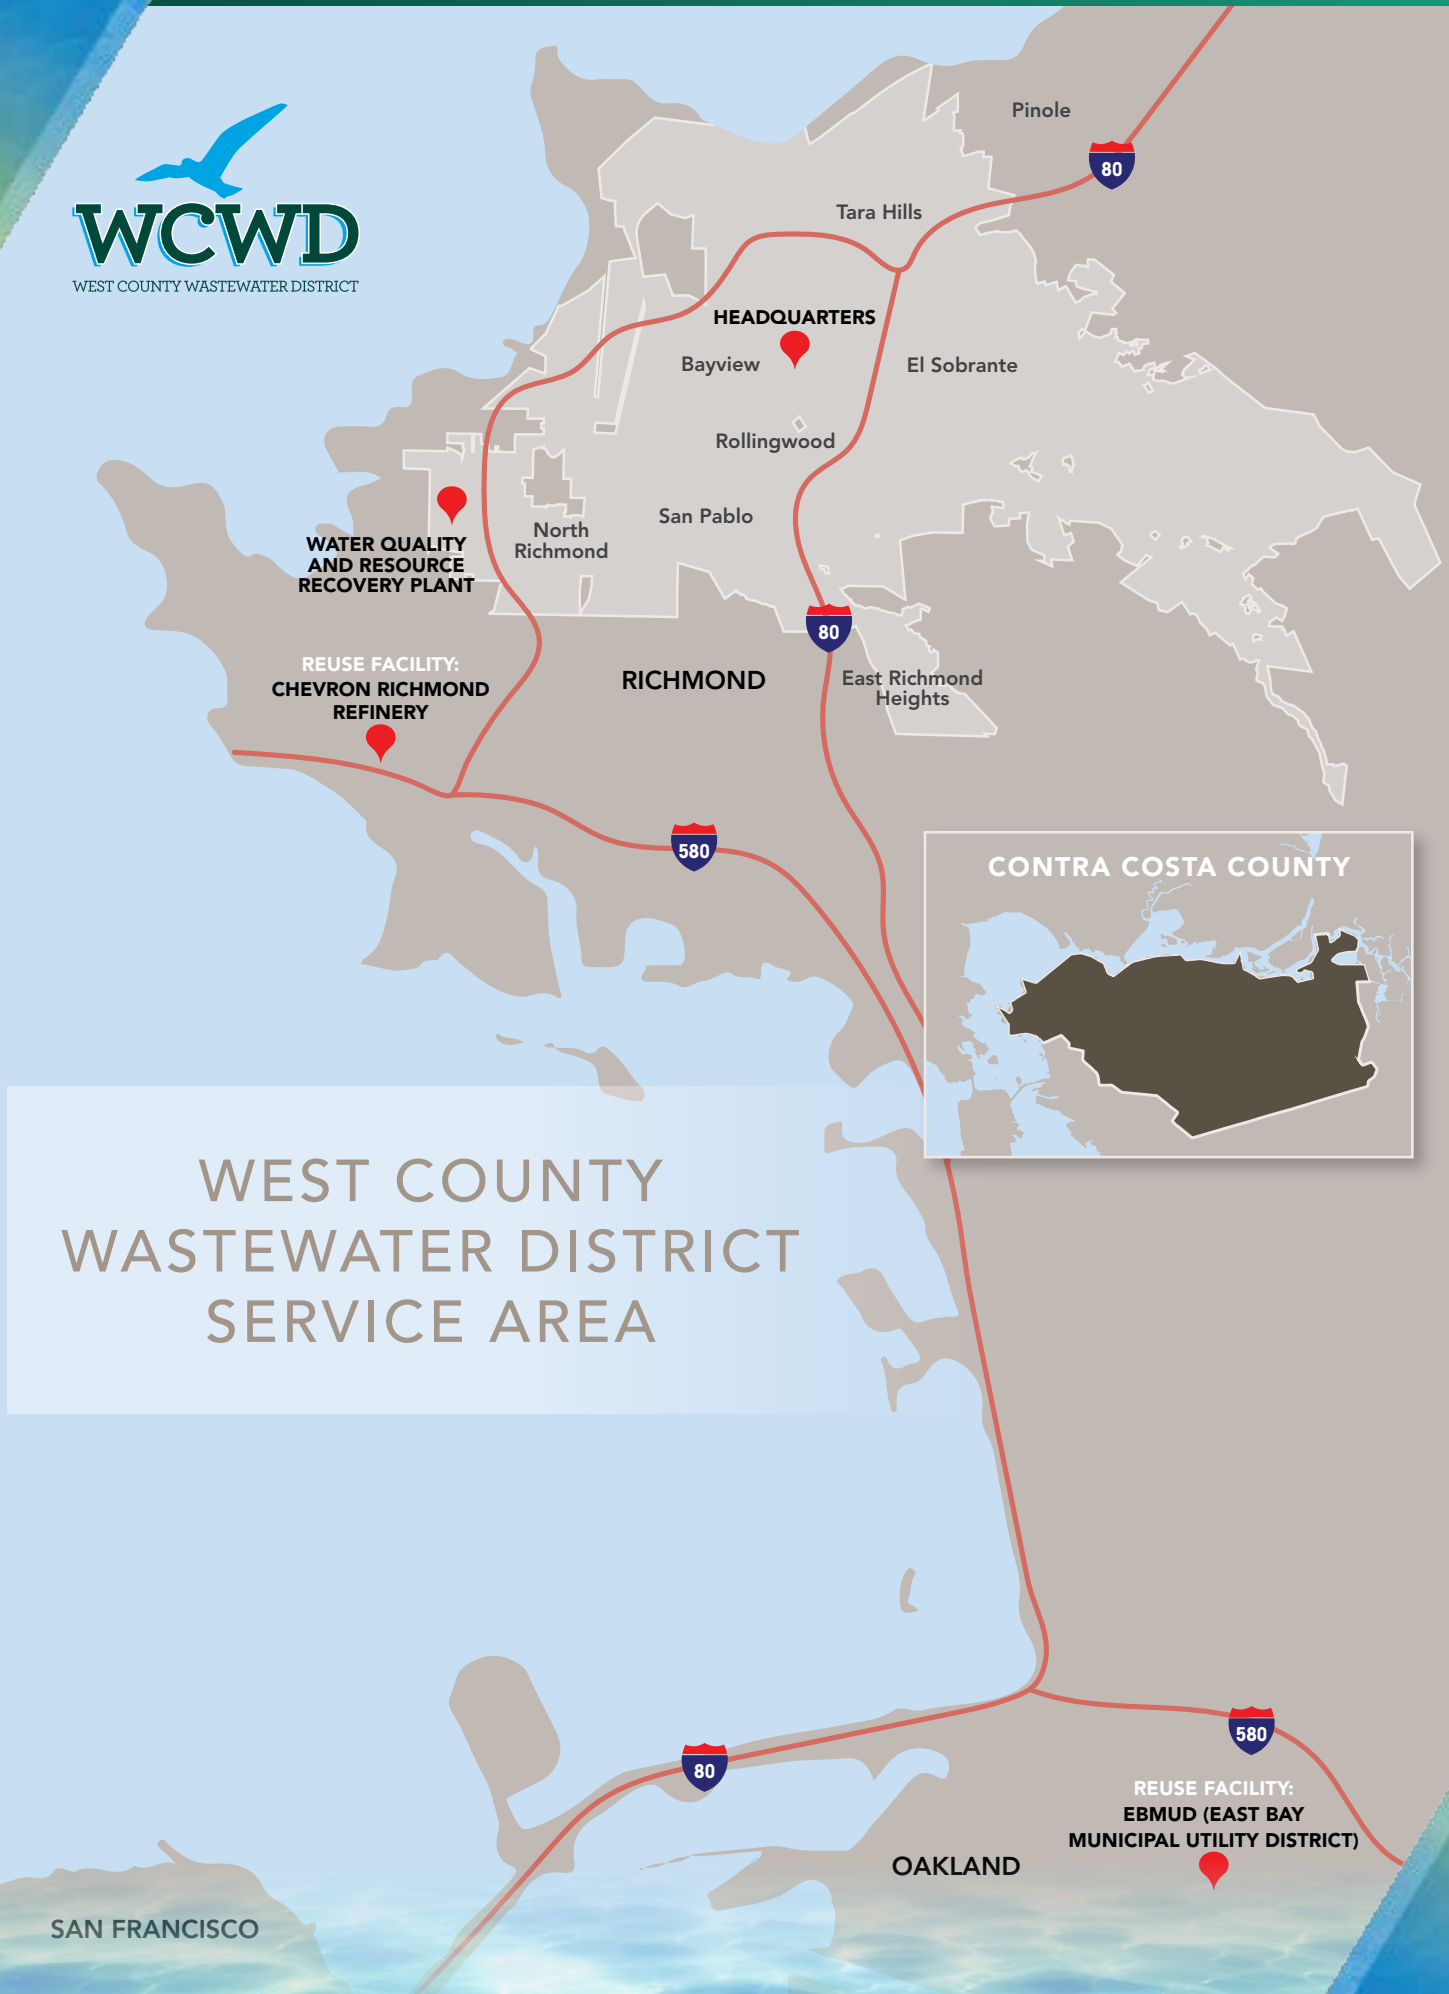 Pinole
80
WCWD
WEST COUNTY WASTEWATER DISTRICT
Tara Hills
HEADQUARTERS
Bayview
El Sobrante
Rollingwood
San Pablo
North
Richmond
WATER QUALITY
AND RESOURCE
RECOVERY PLANT
80
REUSE FACILITY:
CHEVRON RICHMOND
REFINERY
RICHMOND
East Richmond
Heights
580
CONTRA COSTA COUNTY
WEST COUNTY
WASTEWATER DISTRICT
SERVICE AREA
580
80
REUSE FACILITY:
EBMUD (EAST BAY
MUNICIPAL UTILITY DISTRICT)
OAKLAND
SAN FRANCISCO